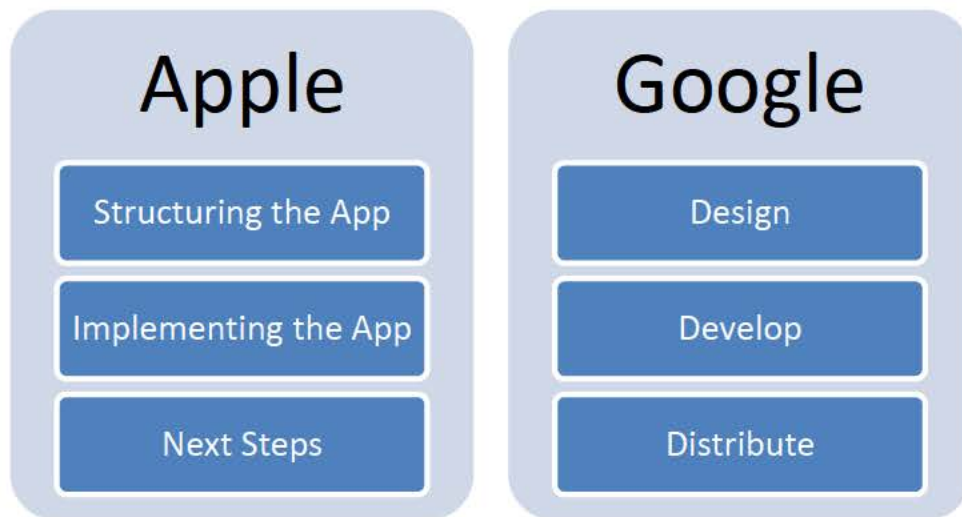 Apple
Structuring the App
Implementing the App
Next Steps
Google
Design
Develop
Distribute